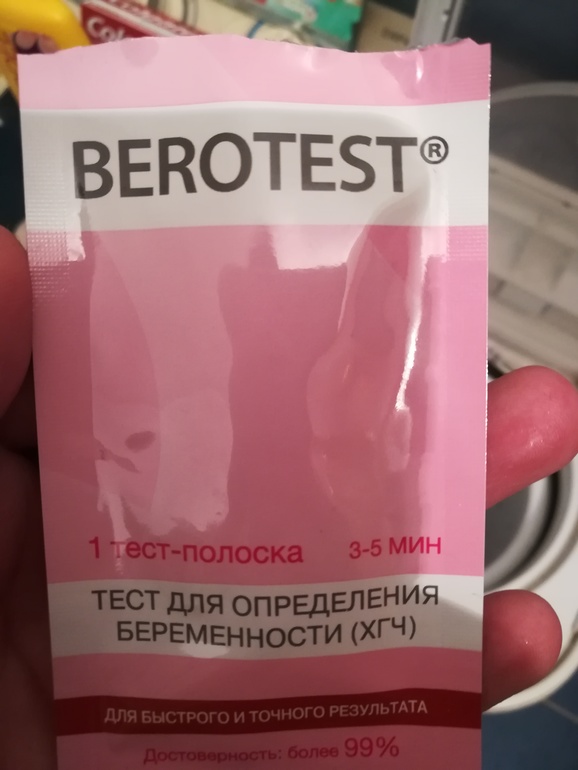 Col
BEROTEST®
1 тест-полоска 3-5 МИН
ТЕСТ ДЛЯ ОПРЕДЕЛЕНИЯ
БЕРЕМЕННОСТИ (ХГЧ)
ДЛЯ БЫСТРОГО И ТОЧНОГО РЕЗУЛЬТАТА
Достоверность: более 99%